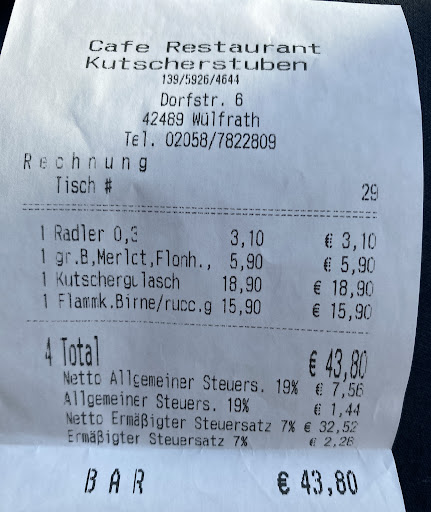 Cafe Restaurant
Kutscherstuben
139/5926/4644
Dorfstr. 6
42489 Wülfrath
Tel. 02058/7822809
Rechnung
Tisch # 29
1 Radler 0,3 3,10 € 3,10
1 gr.B,Merlct,Flonh., 5,90 € 5,90
1 Kutschergulasch 18,90 € 18,90
1 Flammk.Birne/rucc.g 15,90 € 15,90
4 Total € 43,80
Netto Allgemeiner Steuers. 19% € 7,56
Allgemeiner Steuers. 19% € 1,44
Netto Ermäßigter Steuersatz 7% € 32,52
Ermäßigter Steuersatz 7% € 2,28
BAR € 43,80